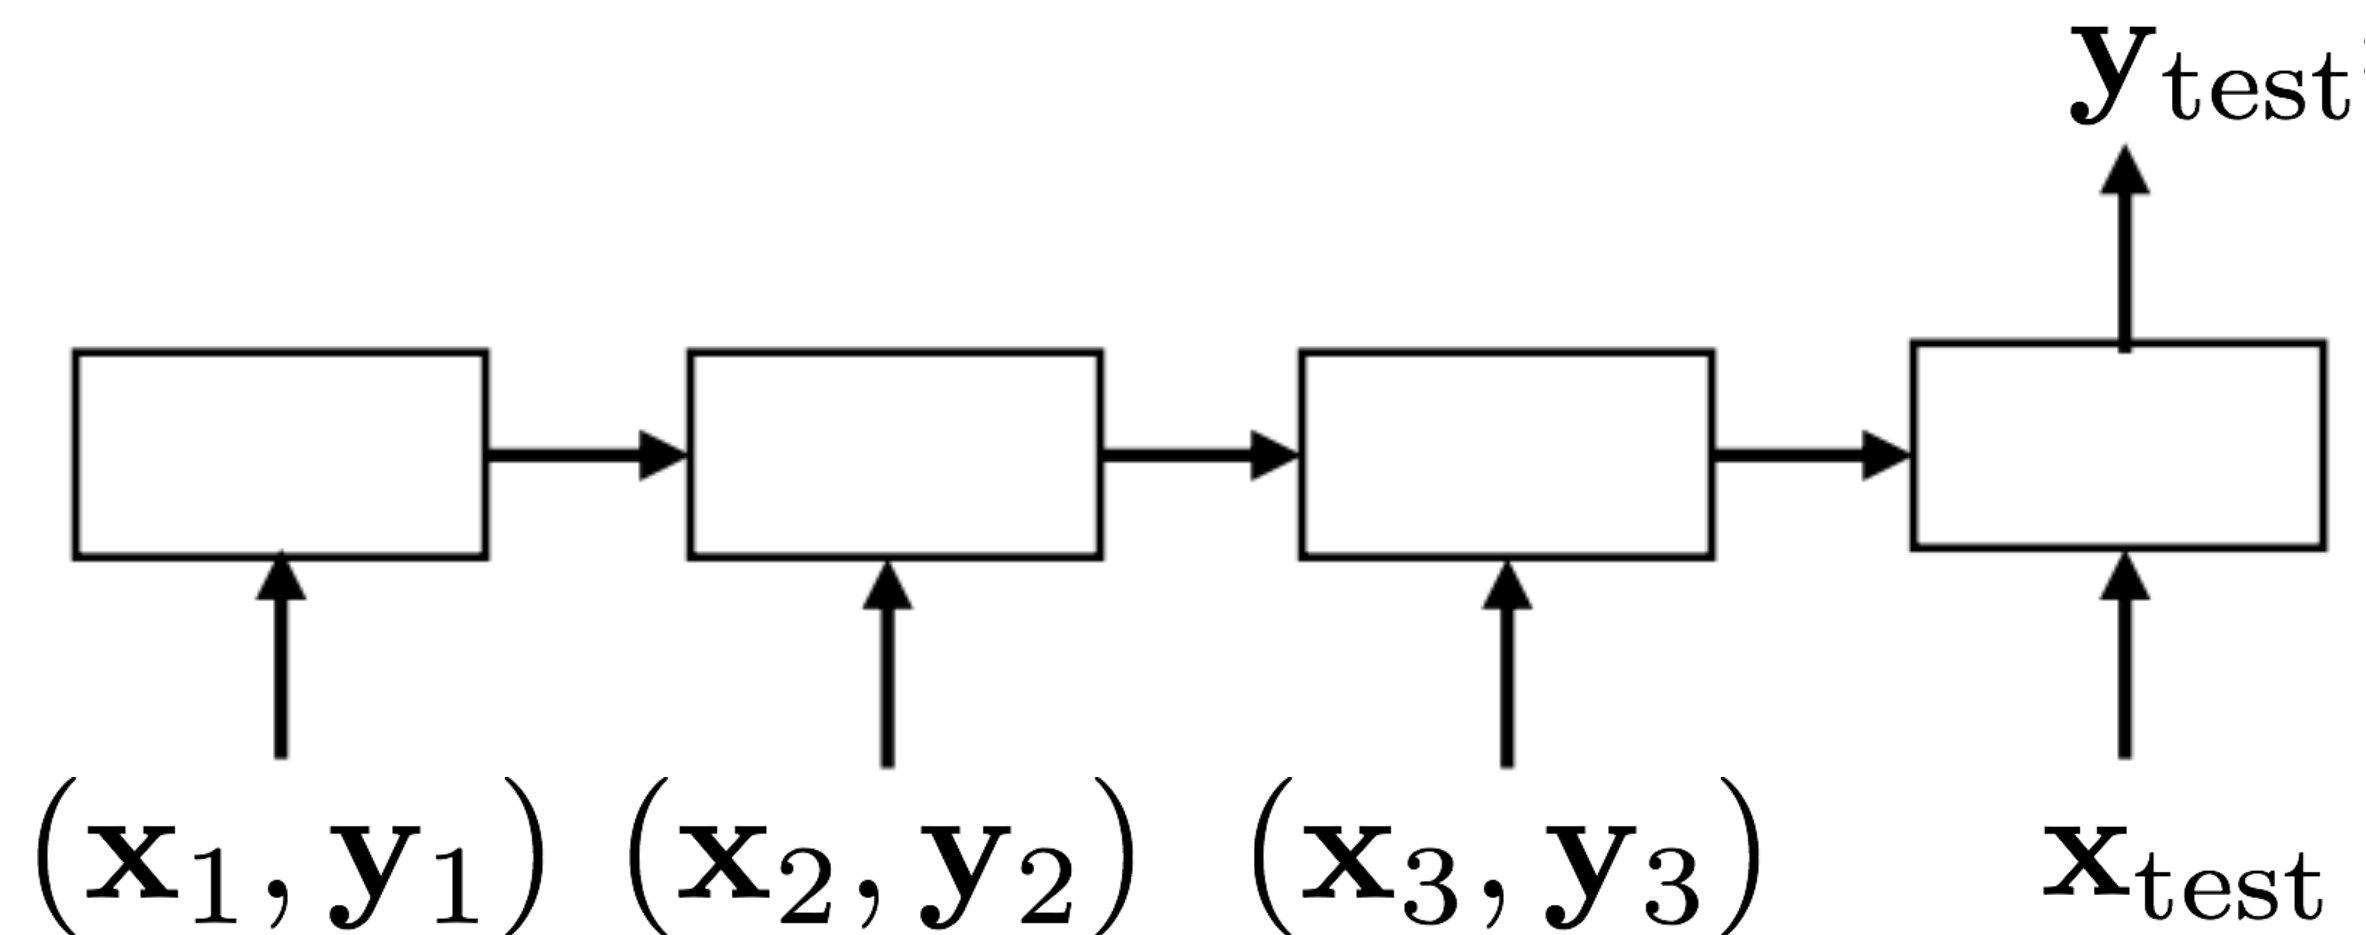 y_test
(x_1, y_1) (x_2, y_2) (x_3, y_3) x_test